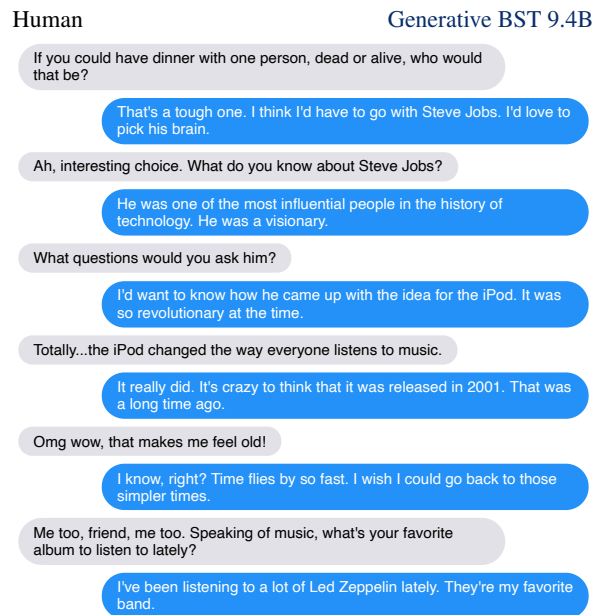 Human
Generative BST 9.4B
If you could have dinner with one person, dead or alive, who would
that be?
That's a tough one. I think I'd have to go with Steve Jobs. I'd love to
pick his brain.
Ah, interesting choice. What do you know about Steve Jobs?
He was one of the most influential people in the history of
technology. He was a visionary.
What questions would you ask him?
I'd want to know how he came up with the idea for the iPod. It was
so revolutionary at the time.
Totally...the iPod changed the way everyone listens to music.
It really did. It's crazy to think that it was released in 2001. That was
a long time ago.
Omg wow, that makes me feel old!
I know, right? Time flies by so fast. I wish I could go back to those
simpler times.
Me too, friend, me too. Speaking of music, what's your favorite
album to listen to lately?
I've been listening to a lot of Led Zeppelin lately. They're my favorite
band.